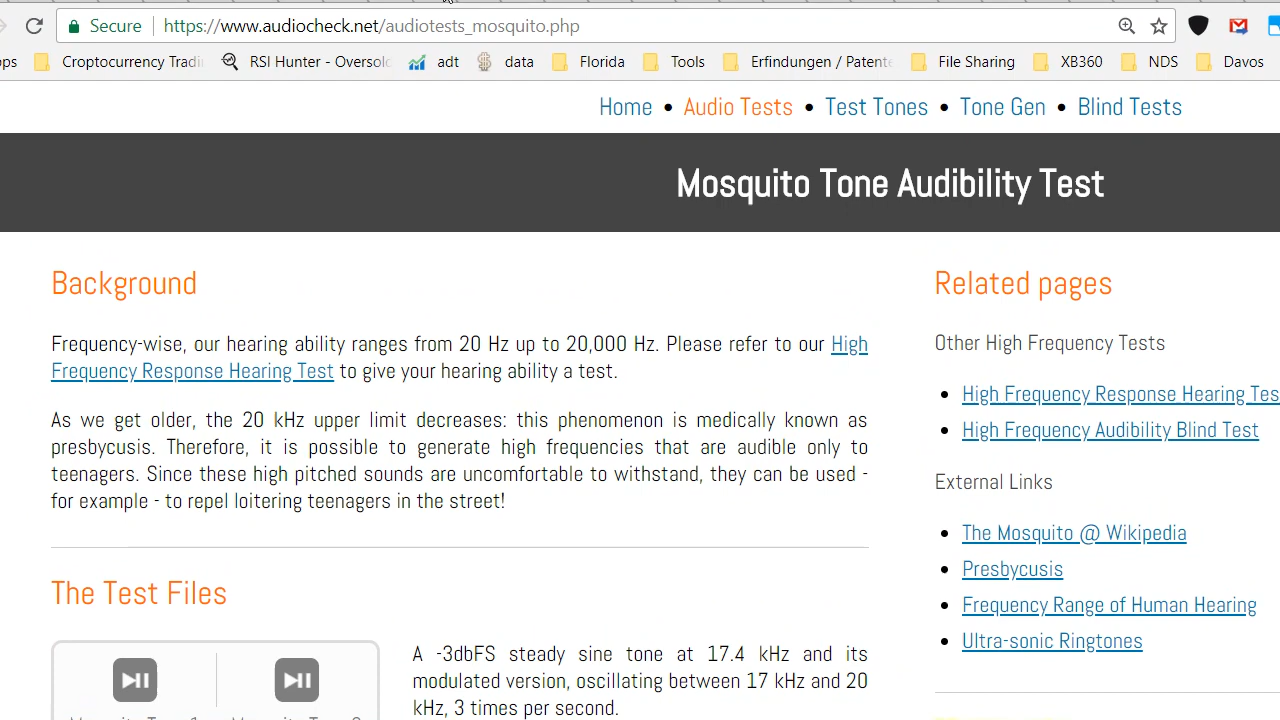 Secure https://www.audiocheck.net/audiotests_mosquito.php
ps Croptocurrency Tradi RSI Hunter - Oversol adt data Florida Tools Erfindungen / Patente File Sharing XB360 NDS Davos
Home • Audio Tests • Test Tones • Tone Gen • Blind Tests
Mosquito Tone Audibility Test
Background
Frequency-wise, our hearing ability ranges from 20 Hz up to 20,000 Hz. Please refer to our High
Frequency Response Hearing Test to give your hearing ability a test.
As we get older, the 20 kHz upper limit decreases: this phenomenon is medically known as
presbycusis. Therefore, it is possible to generate high frequencies that are audible only to
teenagers. Since these high pitched sounds are uncomfortable to withstand, they can be used -
for example - to repel loitering teenagers in the street!
The Test Files
A -3dbFS steady sine tone at 17.4 kHz and its
modulated version, oscillating between 17 kHz and 20
kHz, 3 times per second.
Related pages
Other High Frequency Tests
• High Frequency Response Hearing Tes
• High Frequency Audibility Blind Test
External Links
• The Mosquito @ Wikipedia
• Presbycusis
• Frequency Range of Human Hearing
• Ultra-sonic Ringtones